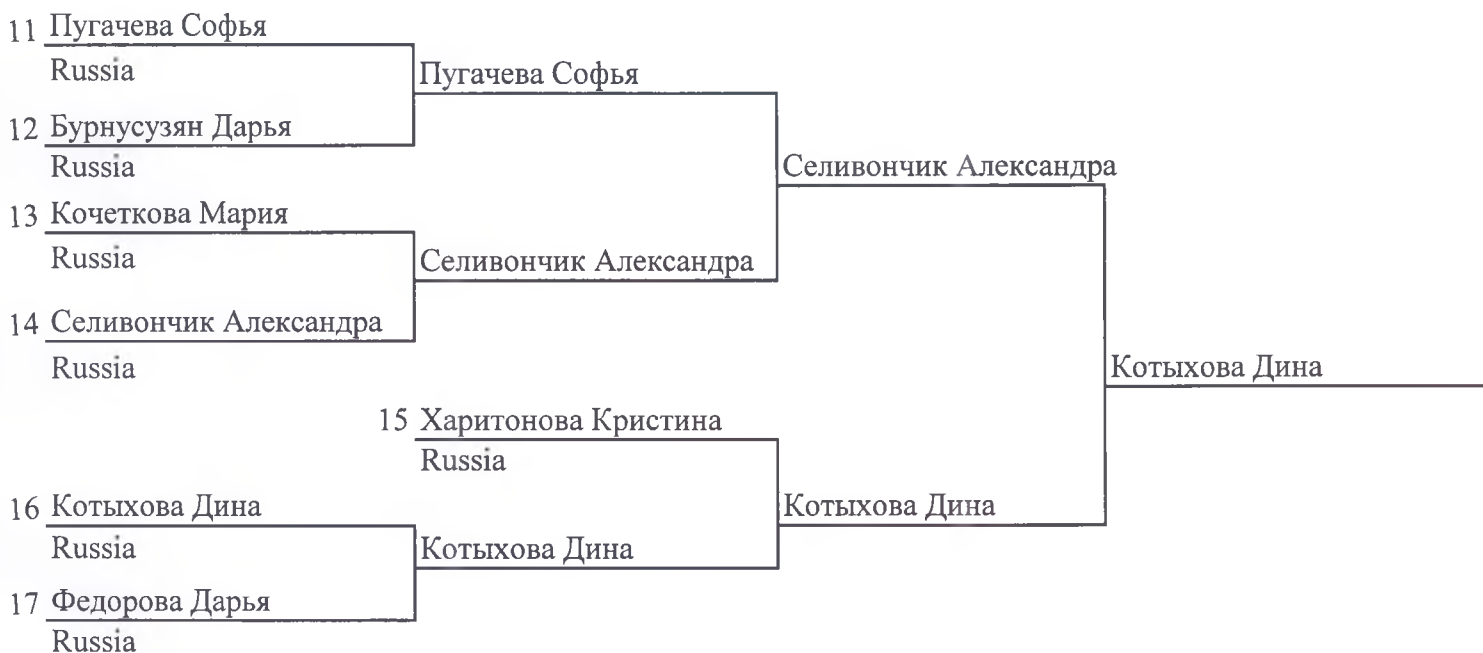 11 Пугачева Софья
Russia
Пугачева Софья
12 Бурнусузян Дарья
Russia
Селивончик Александра
13 Кочеткова Мария
Russia
Селивончик Александра
14 Селивончик Александра
Russia
Котыхова Дина
15 Харитонова Кристина
Russia
16 Котыхова Дина
Котыхова Дина
Russia
Котыхова Дина
17 Федорова Дарья
Russia